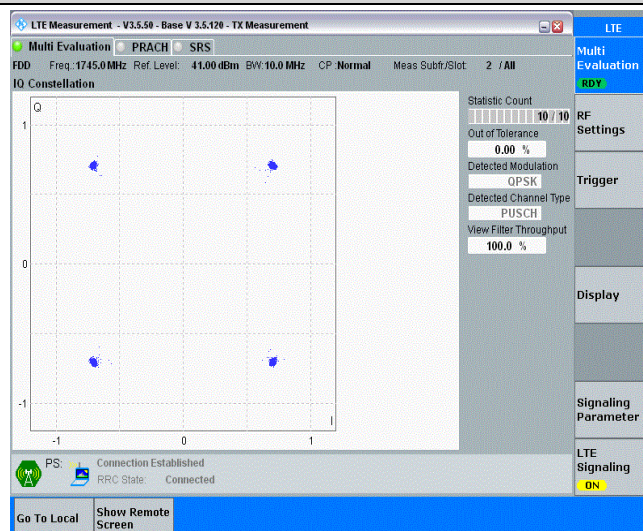 LTE Measurement - V3.5.50 - Base V 3.5.120 - TX Measurement
LTE
Multi Evaluation PRACH SRS
Multi Evaluation
RDY
FDD Freq.:1745.0 MHz Ref. Level: 41.00 dBm BW:10.0 MHz CP :Normal Meas Subfr./Slot: 2 / All
IQ Constellation
Q
1
0
-1
-1 0 1
I
Statistic Count
10 / 10
Out of Tolerance
0.00 %
Detected Modulation
QPSK
Detected Channel Type
PUSCH
View Filter Throughput
100.0 %
RF
Settings
Trigger
Display
Signaling
Parameter
LTE
Signaling
ON
PS: Connection Established
RRC State: Connected
Go To Local
Show Remote
Screen